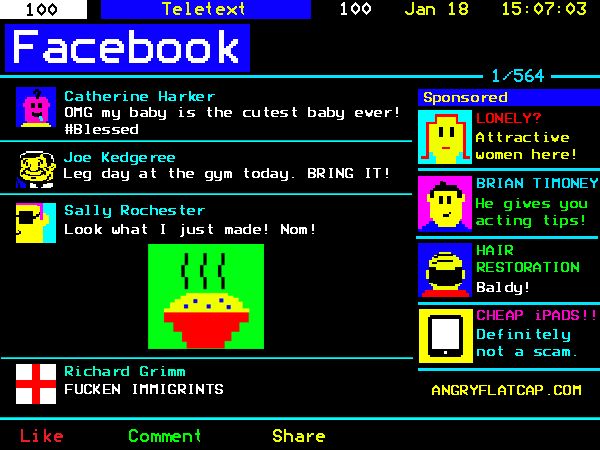 100 Teletext 100 Jan 18 15:07:03
Facebook
1/564
Catherine Harker
OMG my baby is the cutest baby ever!
#Blessed
Joe Kedgeree
Leg day at the gym today. BRING IT!
Sally Rochester
Look what I just made! Nom!
Richard Grimm
FUCKEN IMMIGRINTS
Sponsored
LONELY?
Attractive
women here!
BRIAN TIMONEY
He gives you
acting tips!
HAIR
RESTORATION
Baldy!
CHEAP iPADS!!
Definitely
not a scam.
ANGRYFLATCAP.COM
Like Comment Share